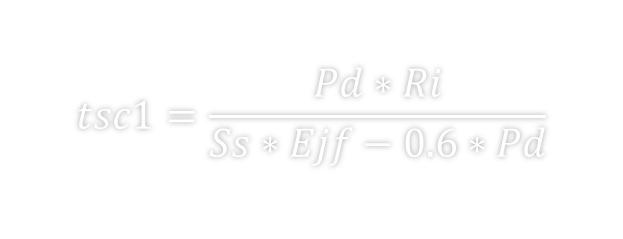 tsc1 = Pd * Ri / Ss * Ejf − 0.6 * Pd